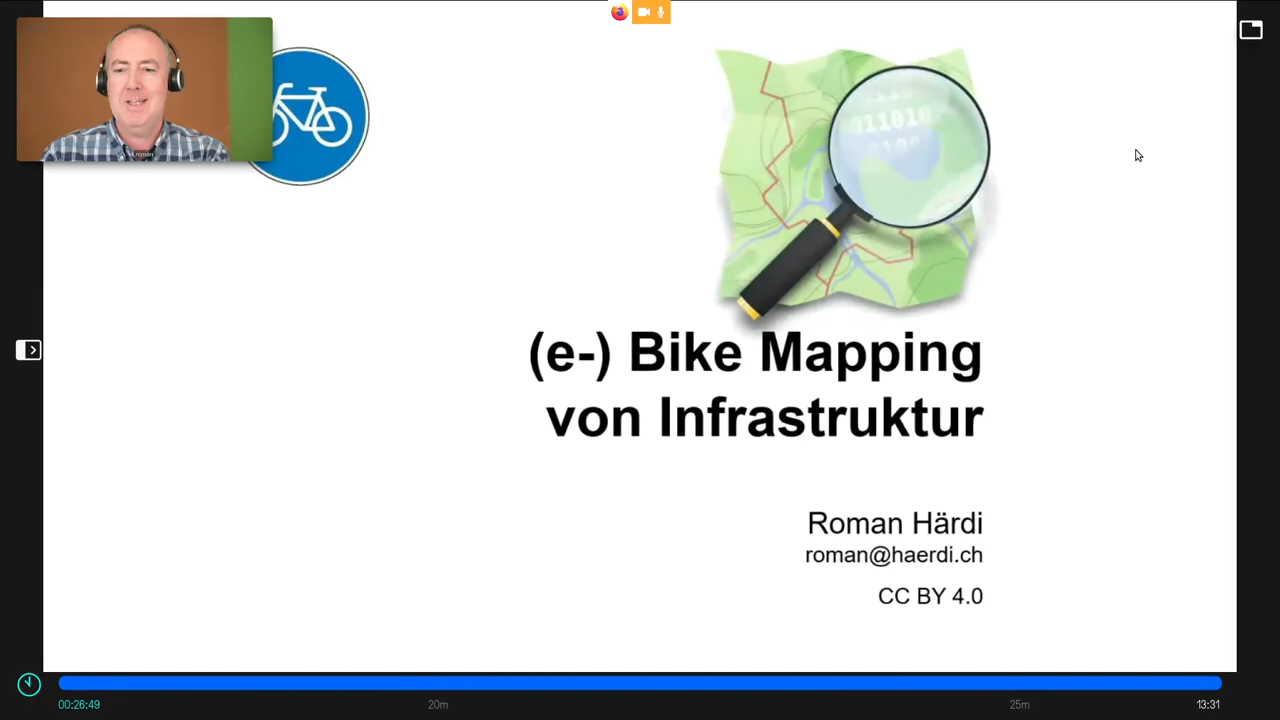 011010
(e-) Bike Mapping
von Infrastruktur
Roman Härdi
roman@haerdi.ch
CC BY 4.0
00:26:49
20m
25m
13:31